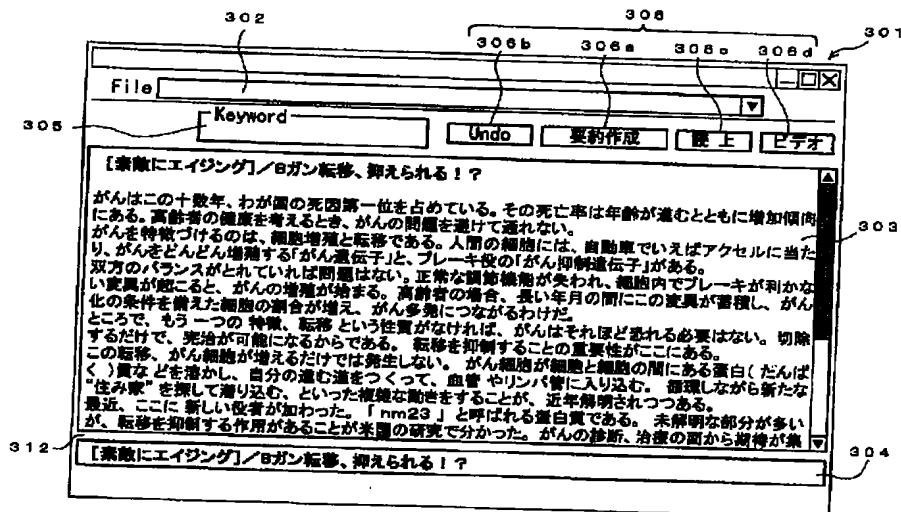 308
302
301
306b 306a 306c 306d
File
305
Keyword
Undo 要約作成 読上 ビデオ
[素敵にエイジング]／8ガン転移、抑えられる！？
がんはこの十数年、わが国の死因第一位を占めている。その死亡率は年齢が進むとともに増加傾向
にある。高齢者の健康を考えるとき、がんの問題を避けて通れない。
303
がんを特徴づけるのは、細胞増殖と転移である。人間の細胞には、自動車でいえばアクセルに当た
り、がんをどんどん増殖する「がん遺伝子」と、ブレーキ役の「がん抑制遺伝子」がある。
双方のバランスがとれていれば問題はない。正常な調節機能が失われ、細胞内でブレーキが利かな
い変異が起こると、がんの増殖が始まる。高齢者の場合、長い年月の間にこの変異が蓄積し、がん
化の条件を備えた細胞の割合が増え、がん多発につながるわけだ。
ところで、もう一つの 特徴、転移 という性質がなければ、がんはそれほど恐れる必要はない。切除
するだけで、完治が可能になるからである。 転移を抑制することの重要性がここにある。
この転移、がん細胞が増えるだけでは発生しない。 がん細胞が細胞と細胞の間にある蛋白( たんぱ
く )質な どを溶かし、自分の進む道をつくって、血管 やリンパ管に入り込む。 循環しながら新たな
“住み家”を探して潜り込む、といった複雑な動きをすることが、近年解明されつつある。
最近、ここに 新しい役者が加わった。「 nm23 」 と呼ばれる蛋白質である。 未解明な部分が多い
が、転移を抑制する作用があることが米国の研究で分かった。がんの診断、治療の面から期待が集
312
[素敵にエイジング]／8ガン転移、抑えられる！？
304